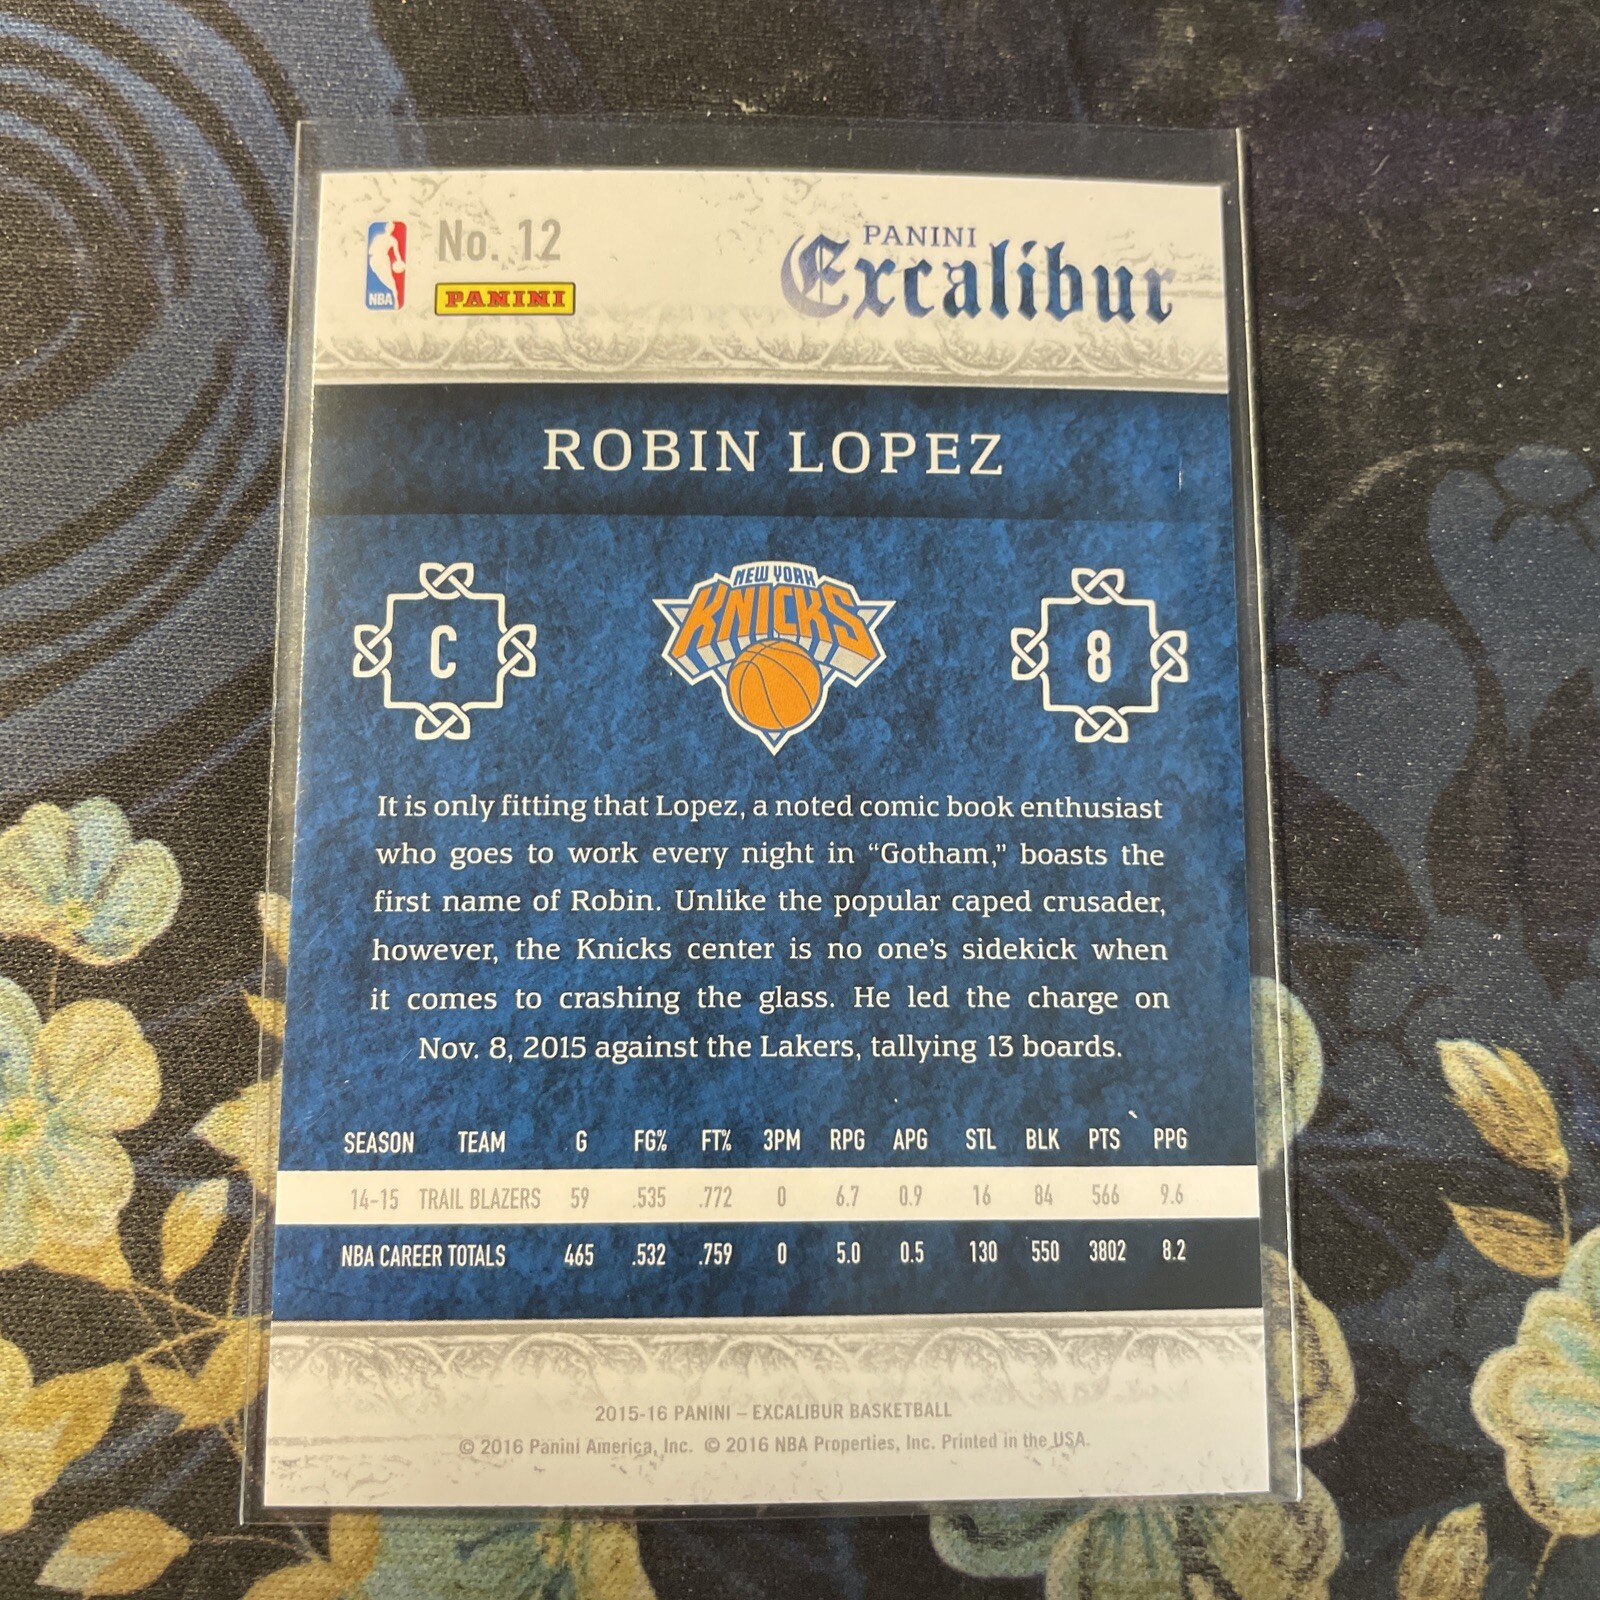 NBA
No. 12
PANINI
PANINI
Excalibur
ROBIN LOPEZ
C
NEW YORK
KNICKS
8
It is only fitting that Lopez, a noted comic book enthusiast
who goes to work every night in “Gotham,” boasts the
first name of Robin. Unlike the popular caped crusader,
however, the Knicks center is no one’s sidekick when
it comes to crashing the glass. He led the charge on
Nov. 8, 2015 against the Lakers, tallying 13 boards.
SEASON TEAM G FG% FT% 3PM RPG APG STL BLK PTS PPG
14-15 TRAIL BLAZERS 59 .535 .772 0 6.7 0.9 16 84 566 9.6
NBA CAREER TOTALS 465 .532 .759 0 5.0 0.5 130 550 3802 8.2
2015-16 PANINI – EXCALIBUR BASKETBALL
© 2016 Panini America, Inc. © 2016 NBA Properties, Inc. Printed in the USA.